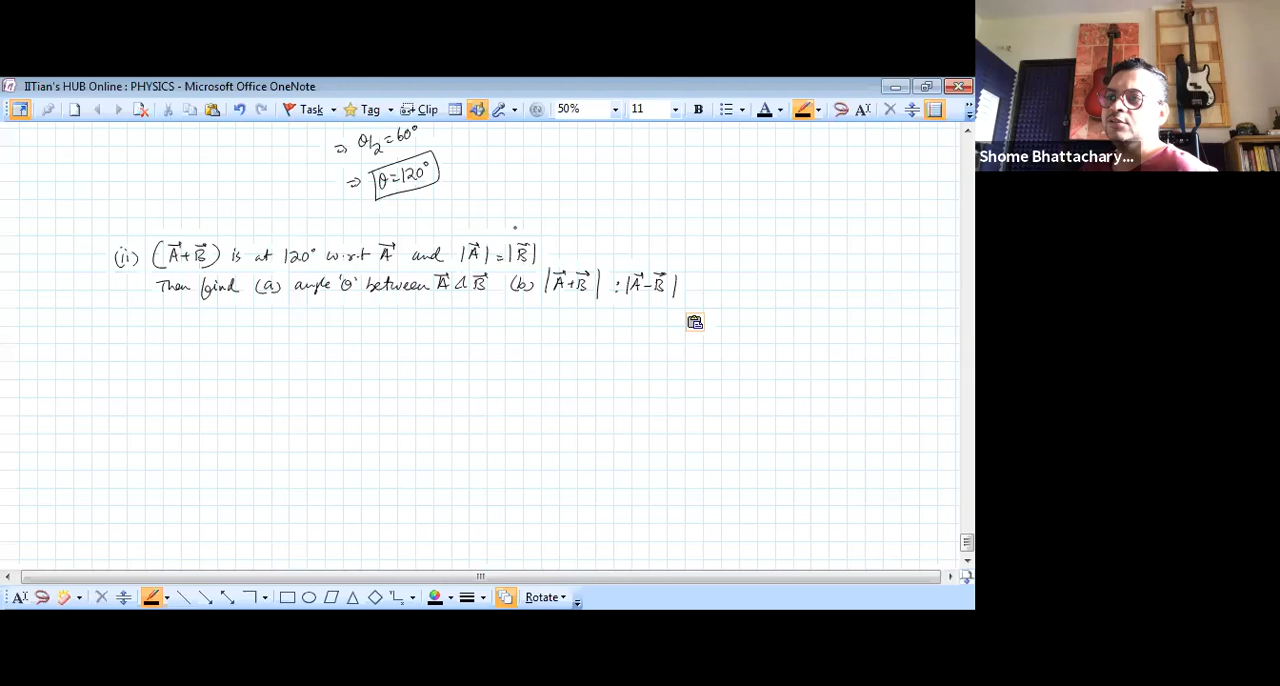 IITian's HUB Online : PHYSICS - Microsoft Office OneNote
Task Tag Clip 50% 11 B A
⇒ θ/2 = 60°
⇒ θ = 120°
Shome Bhattachary...
(ii) (A⃗+B⃗) is at 120° w.r.t A⃗ and |A⃗| = |B⃗|
Then find (a) angle 'θ' between A⃗ & B⃗ (b) |A⃗+B⃗| : |A⃗-B⃗|
Rotate